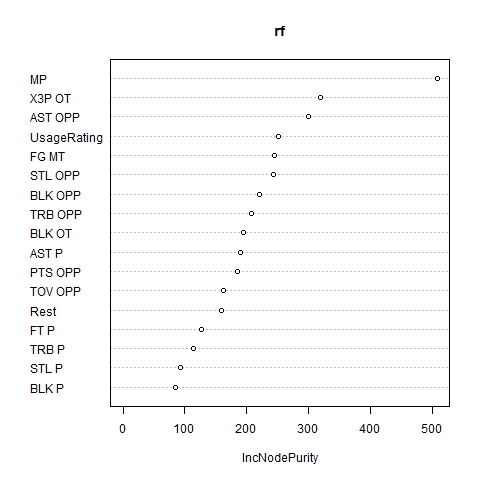 rf
MP
X3P OT
AST OPP
UsageRating
FG MT
STL OPP
BLK OPP
TRB OPP
BLK OT
AST P
PTS OPP
TOV OPP
Rest
FT P
TRB P
STL P
BLK P
0 100 200 300 400 500
IncNodePurity